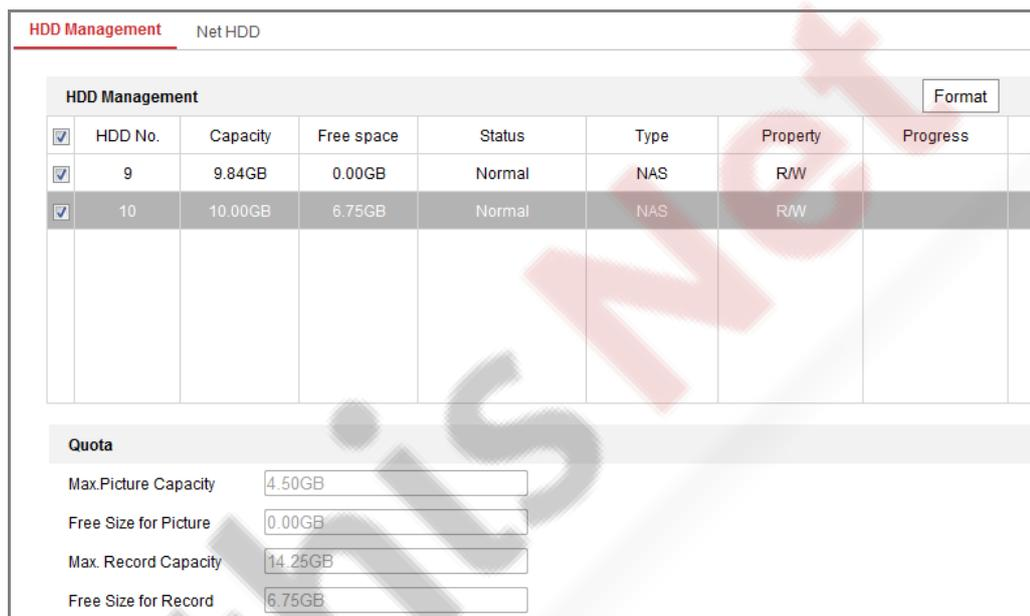 HDD Management Net HDD
HDD Management Format
HDD No. Capacity Free space Status Type Property Progress
9 9.84GB 0.00GB Normal NAS R/W
10 10.00GB 6.75GB Normal NAS R/W
Quota
Max.Picture Capacity 4.50GB
Free Size for Picture 0.00GB
Max. Record Capacity 14.25GB
Free Size for Record 6.75GB
hisNet